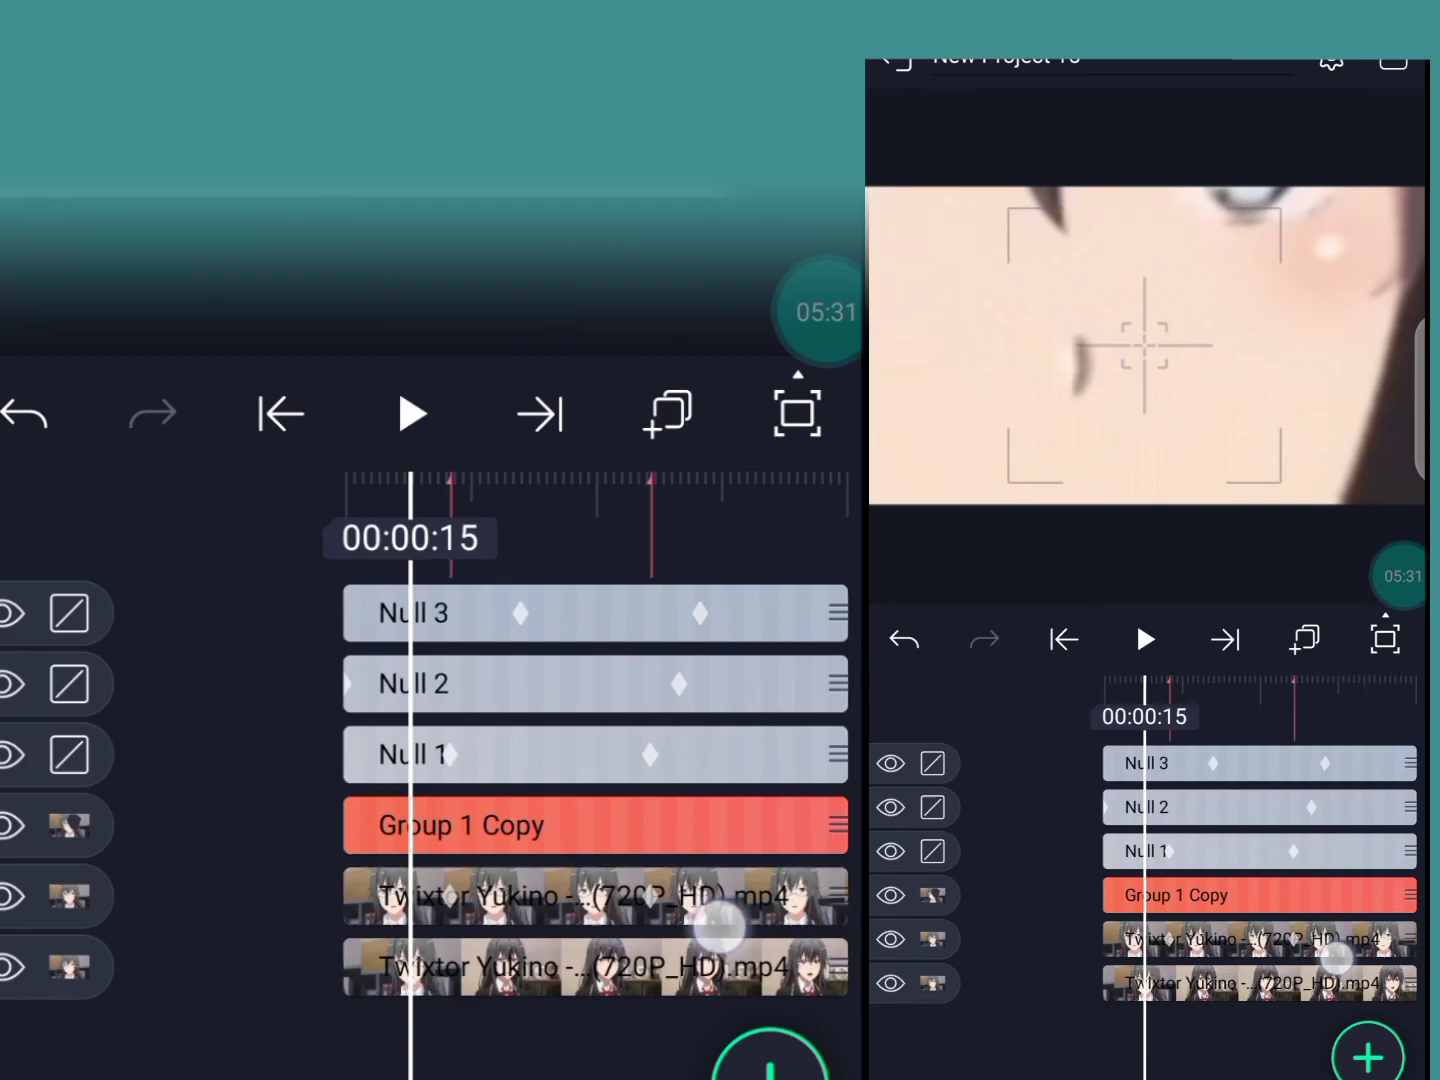 05:31
00:00:15
Null 3
Null 2
Null 1
Group 1 Copy
Twixtor Yukino -...(720P_HD).mp4
Twixtor Yukino -...(720P_HD).mp4
New Project
05:31
00:00:15
Null 3
Null 2
Null 1
Group 1 Copy
Twixtor Yukino -...(720P_HD).mp4
Twixtor Yukino -...(720P_HD).mp4